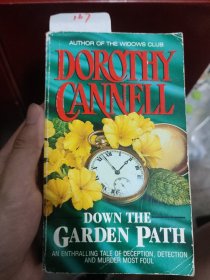 AUTHOR OF THE WIDOWS CLUB
DOROTHY
CANNELL
DOWN THE
GARDEN PATH
AN ENTHRALLING TALE OF DECEPTION, DETECTION
AND MURDER MOST FOUL